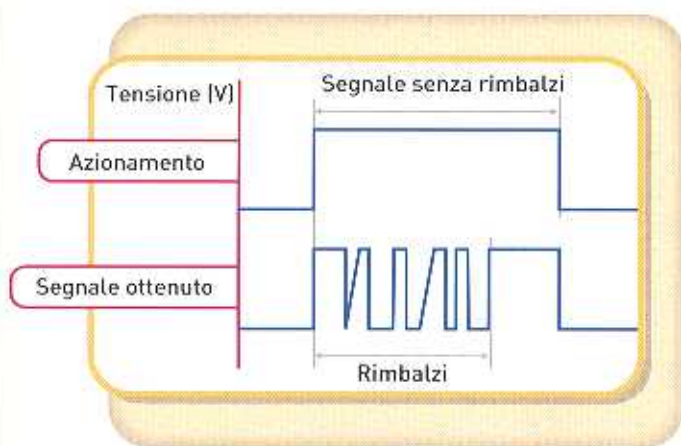 Segnale senza rimbalzi
Tensione (V)
Azionamento
Segnale ottenuto
Rimbalzi